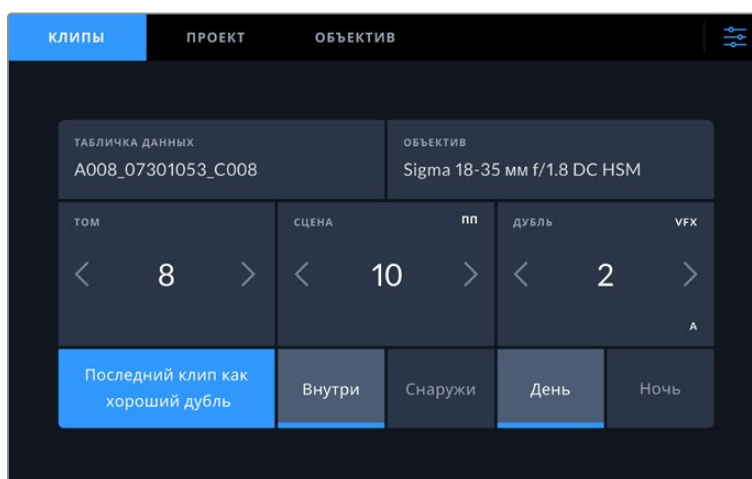 КЛИПЫ ПРОЕКТ ОБЪЕКТИВ
ТАБЛИЧКА ДАННЫХ
A008_07301053_C008
ОБЪЕКТИВ
Sigma 18-35 мм f/1.8 DC HSM
ТОМ
8
СЦЕНА ПП
10
ДУБЛЬ VFX
2
A
Последний клип как
хороший дубль
Внутри
Снаружи
День
Ночь